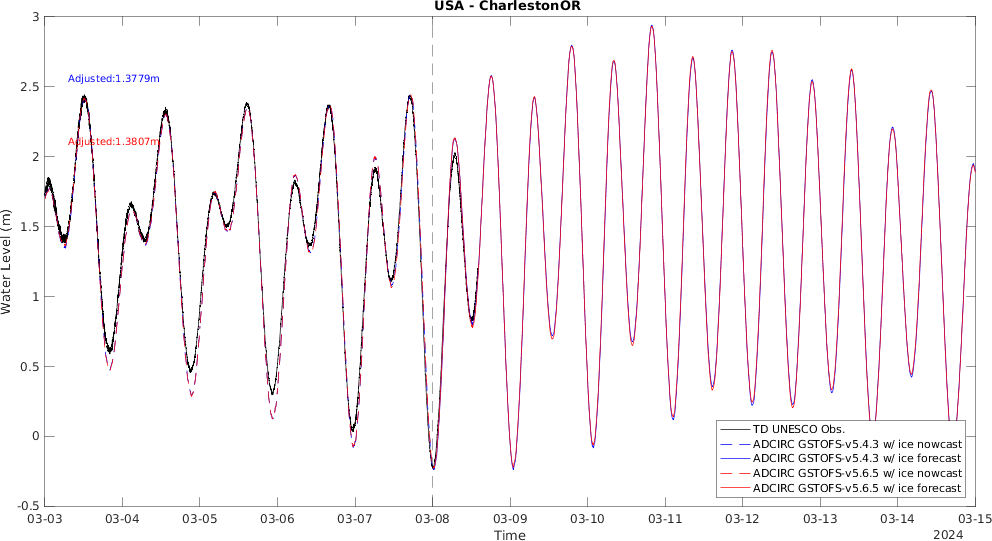 USA - CharlestonOR
Adjusted:1.3779m
Adjusted:1.3807m
Water Level (m)
3
2.5
2
1.5
1
0.5
0
-0.5
TD UNESCO Obs.
ADCIRC GSTOFS-v5.4.3 w/ ice nowcast
ADCIRC GSTOFS-v5.4.3 w/ ice forecast
ADCIRC GSTOFS-v5.6.5 w/ ice nowcast
ADCIRC GSTOFS-v5.6.5 w/ ice forecast
03-03 03-04 03-05 03-06 03-07 03-08 03-09 03-10 03-11 03-12 03-13 03-14 03-15
Time
2024